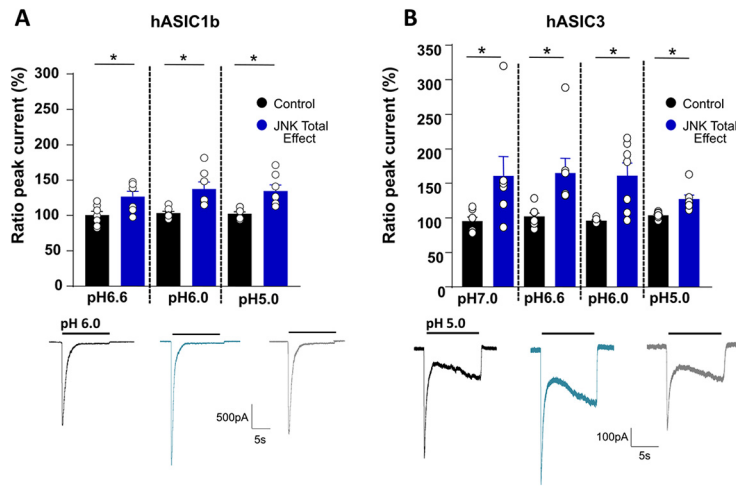 A
hASIC1b
Ratio peak current (%)
300
250
200
150
100
50
0
*
*
*
Control
JNK Total
Effect
pH6.6
pH6.0
pH5.0
pH 6.0
500pA
5s
B
hASIC3
Ratio peak current (%)
350
300
250
200
150
100
50
0
*
*
*
*
Control
JNK Total
Effect
pH7.0
pH6.6
pH6.0
pH5.0
pH 5.0
100pA
5s